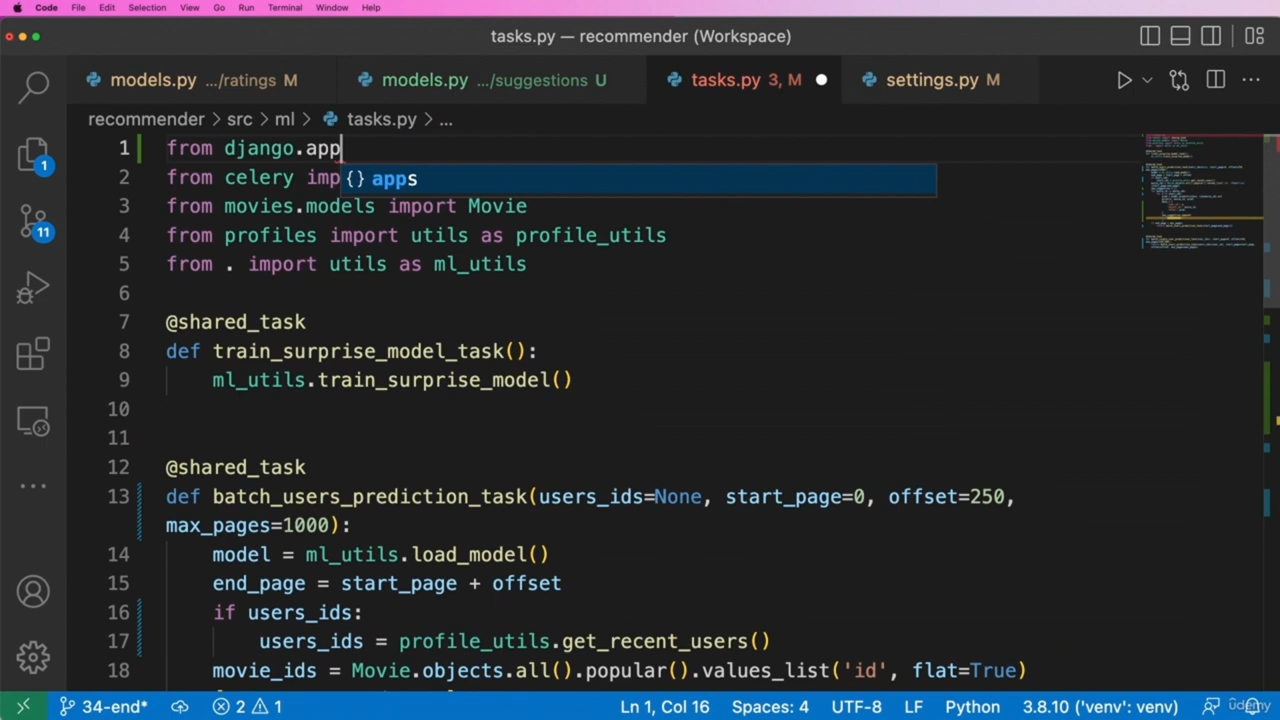 Code File Edit Selection View Go Run Terminal Window Help
tasks.py — recommender (Workspace)
models.py .../ratings M models.py .../suggestions U tasks.py 3, M settings.py M
recommender > src > ml > tasks.py > ...
1 from django.app
{} apps
2 from celery imp
3 from movies.models import Movie
4 from profiles import utils as profile_utils
5 from . import utils as ml_utils
6
7 @shared_task
8 def train_surprise_model_task():
9 ml_utils.train_surprise_model()
10
11
12 @shared_task
13 def batch_users_prediction_task(users_ids=None, start_page=0, offset=250,
max_pages=1000):
14 model = ml_utils.load_model()
15 end_page = start_page + offset
16 if users_ids:
17 users_ids = profile_utils.get_recent_users()
18 movie_ids = Movie.objects.all().popular().values_list('id', flat=True)
1
11
34-end* 2 1 Ln 1, Col 16 Spaces: 4 UTF-8 LF Python 3.8.10 ('venv': venv)
udemy